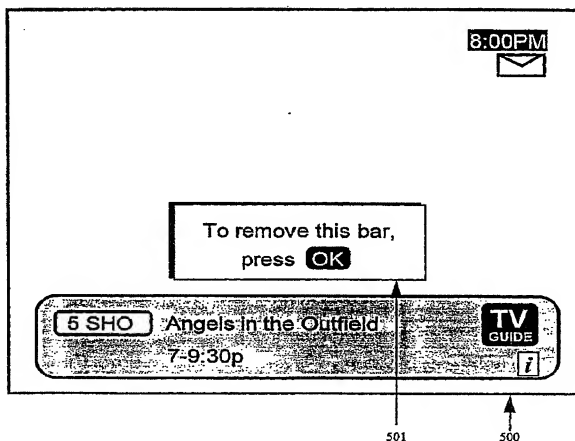 8:00PM
To remove this bar,
press OK
5 SHO Angels in the Outfield
7-9:30p
TV
GUIDE
i
501 500